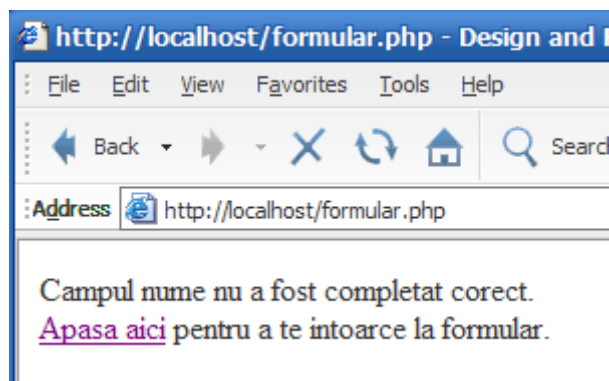 http://localhost/formular.php - Design and
File Edit View Favorites Tools Help
Back Search
Address http://localhost/formular.php
Campul nume nu a fost completat corect.
Apasa aici pentru a te intoarce la formular.